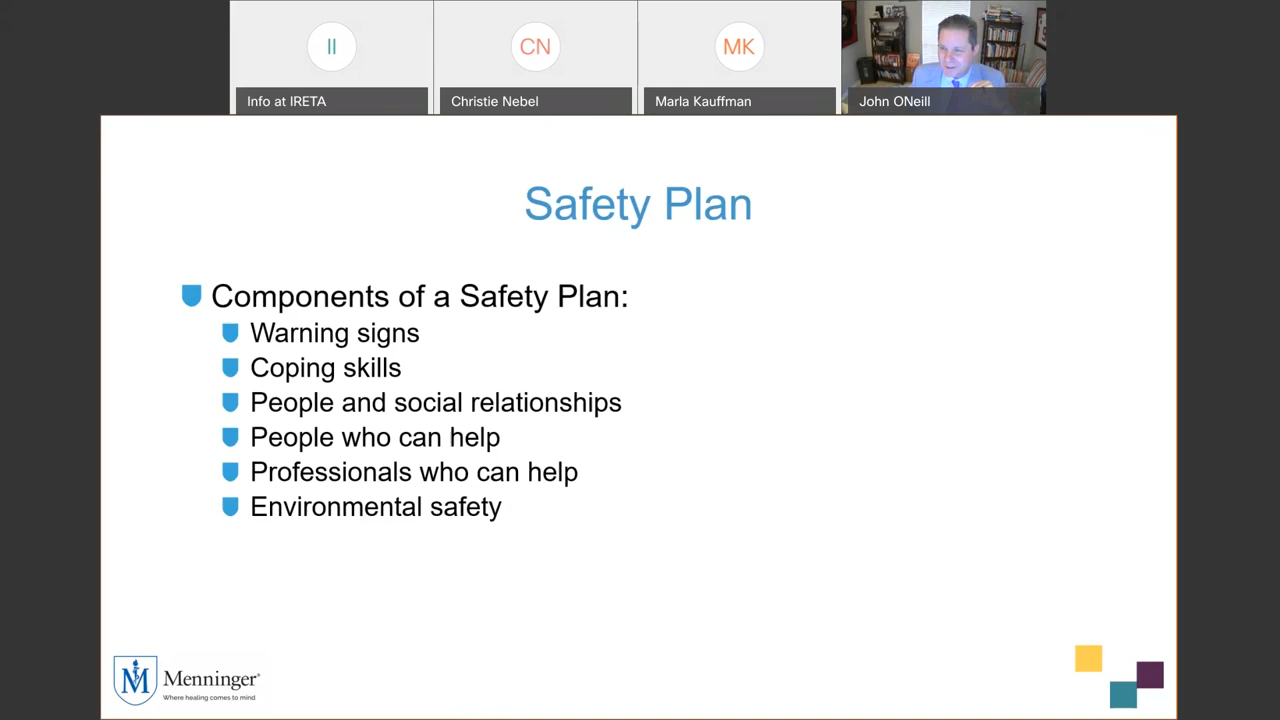 II
CN
MK
Info at IRETA
Christie Nebel
Marla Kauffman
John ONeill
Safety Plan
Components of a Safety Plan:
Warning signs
Coping skills
People and social relationships
People who can help
Professionals who can help
Environmental safety
M
Menninger®
Where healing comes to mind